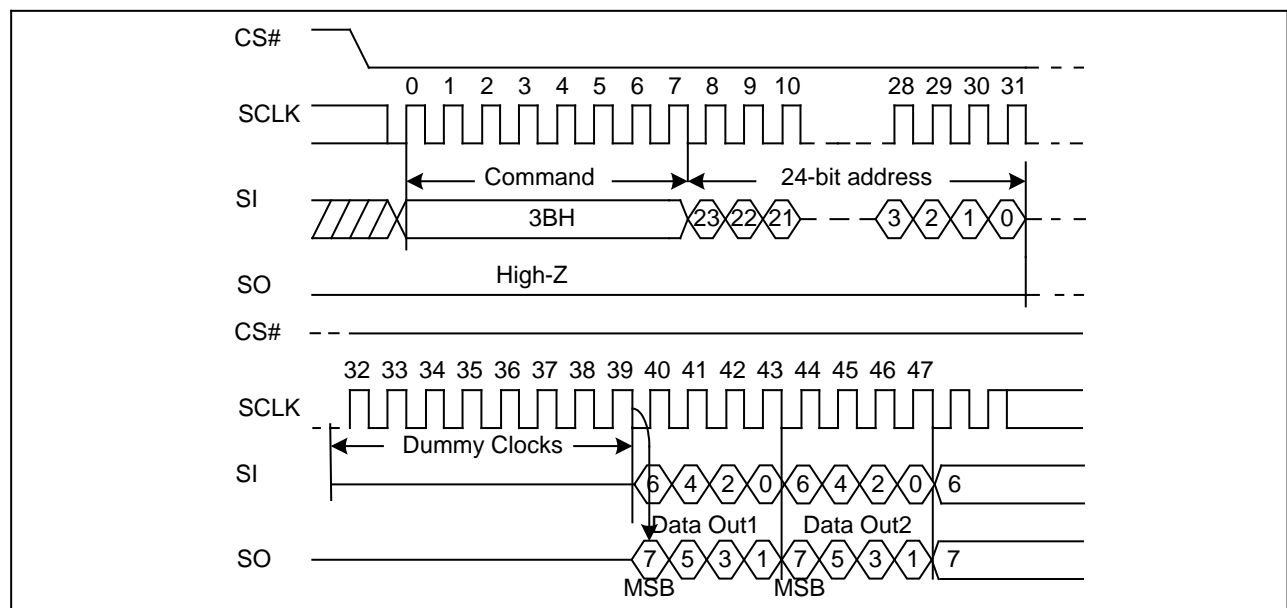 CS#
0 1 2 3 4 5 6 7 8 9 10 28 29 30 31
SCLK
Command 24-bit address
SI
3BH 23 22 21 3 2 1 0
High-Z
SO
CS#
32 33 34 35 36 37 38 39 40 41 42 43 44 45 46 47
SCLK
Dummy Clocks
SI
6 4 2 0 6 4 2 0 6
Data Out1 Data Out2
SO
7 5 3 1 7 5 3 1 7
MSB MSB